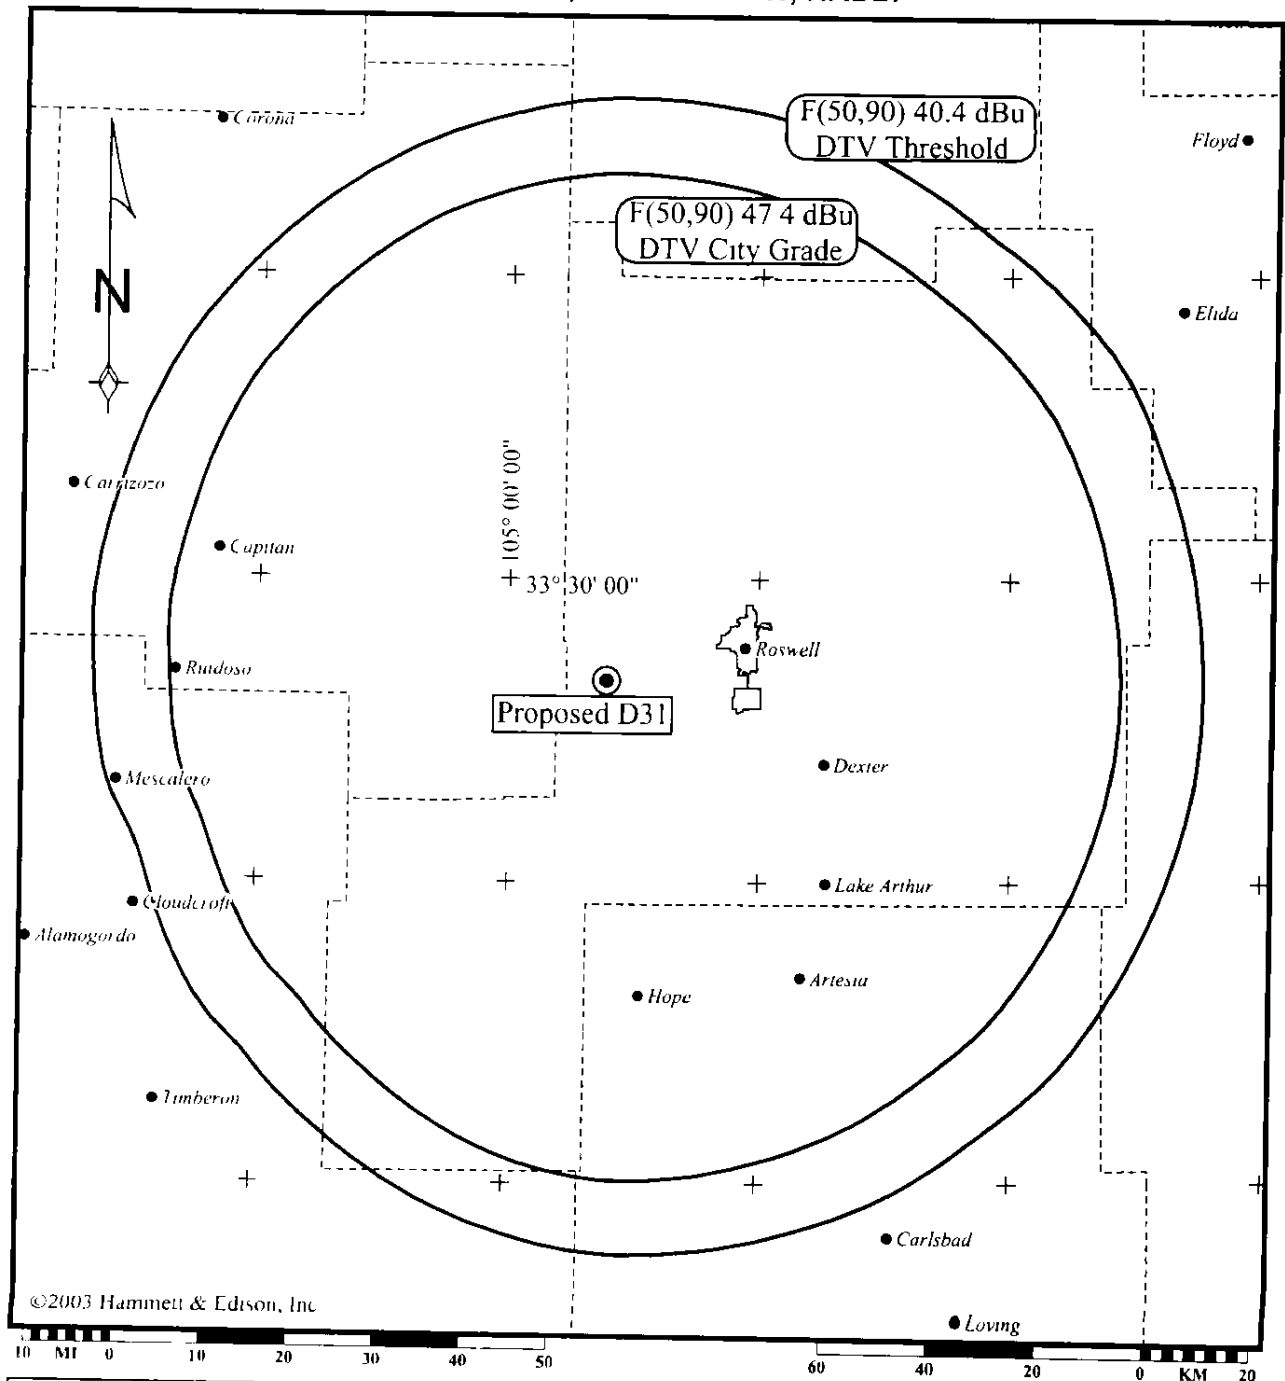 Corona
F(50,90) 40.4 dBu
DTV Threshold
Floyd
F(50,90) 47 4 dBu
DTV City Grade
N
Elida
105° 00' 00"
Carrizozo
Capitan
33° 30' 00"
Roswell
Ruidoso
Proposed D31
Dexter
Mescalero
Lake Arthur
Cloudcroft
Alamogordo
Artesia
Hope
Timberon
Carlsbad
©2003 Hammett & Edison, Inc
Loving
10 MI 0 10 20 30 40 50
60 40 20 0 KM 20